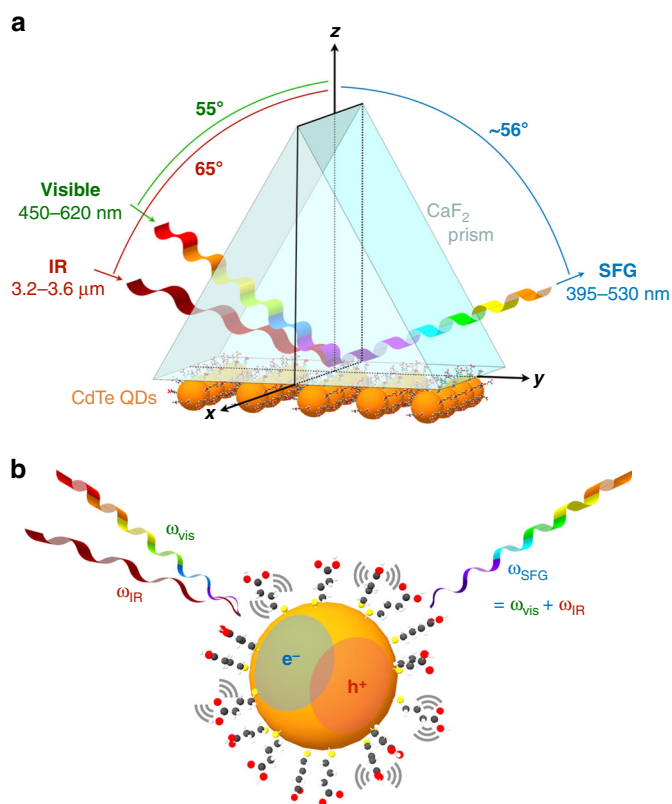 a
z
55°
65°
~56°
Visible
450–620 nm
CaF2
prism
IR
3.2–3.6 μm
SFG
395–530 nm
CdTe QDs
x
y
b
ωvis
ωIR
ωSFG
= ωvis + ωIR
e−
h+